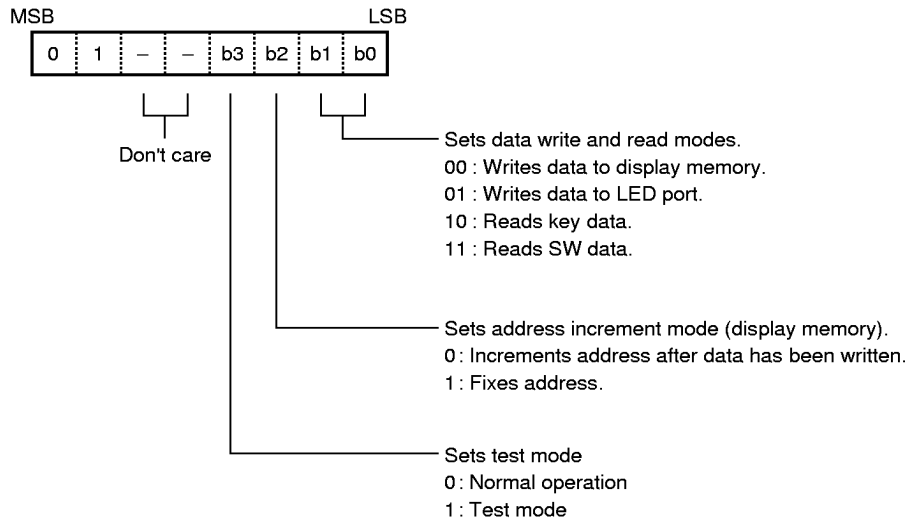 MSB LSB
0 1 – – b3 b2 b1 b0
Don't care
Sets data write and read modes.
00 : Writes data to display memory.
01 : Writes data to LED port.
10 : Reads key data.
11 : Reads SW data.
Sets address increment mode (display memory).
0 : Increments address after data has been written.
1 : Fixes address.
Sets test mode
0 : Normal operation
1 : Test mode